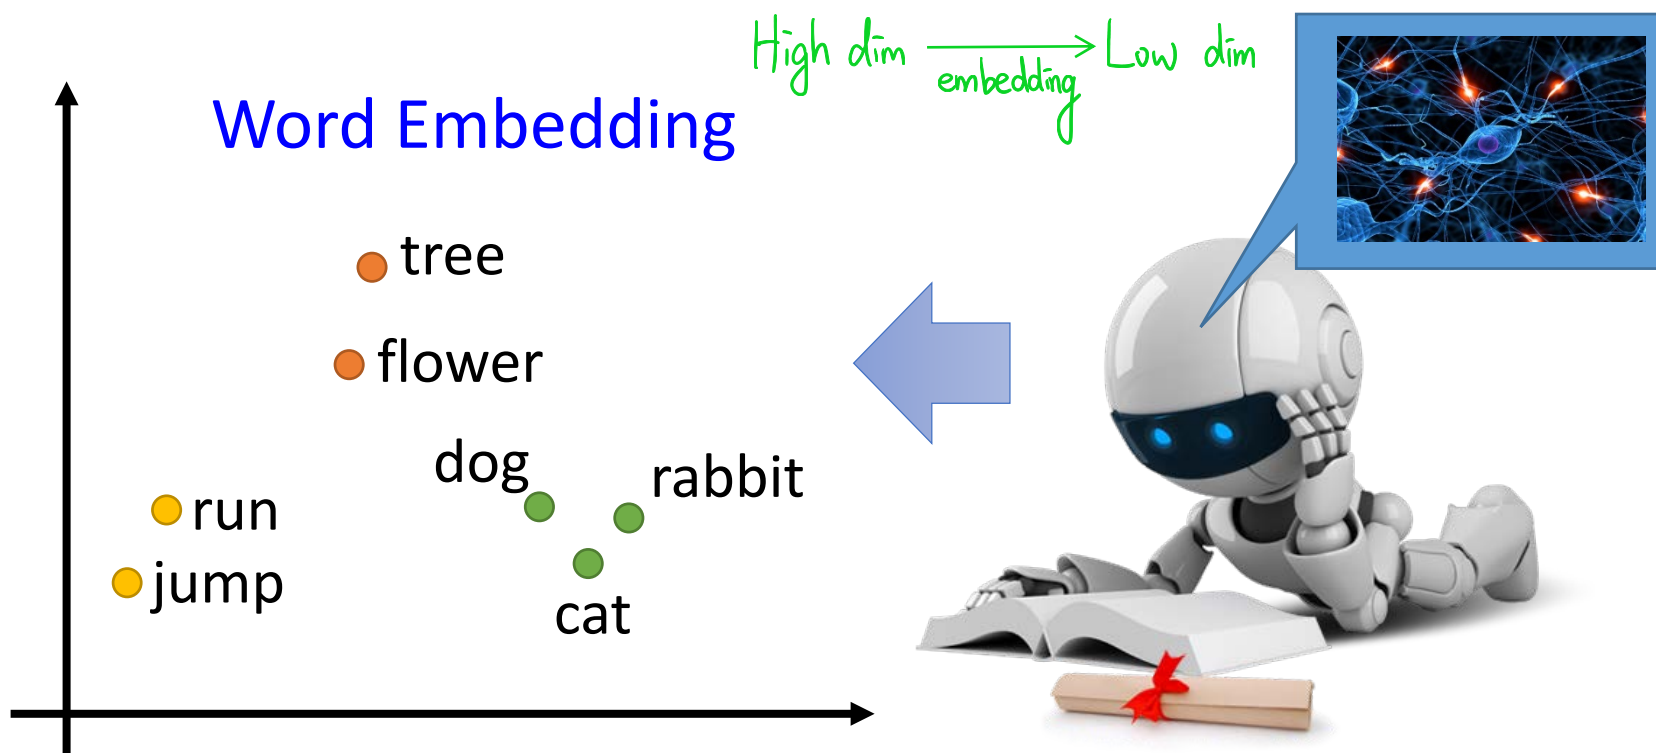 High dim → Low dim
embedding
Word Embedding
tree
flower
dog
rabbit
run
jump
cat